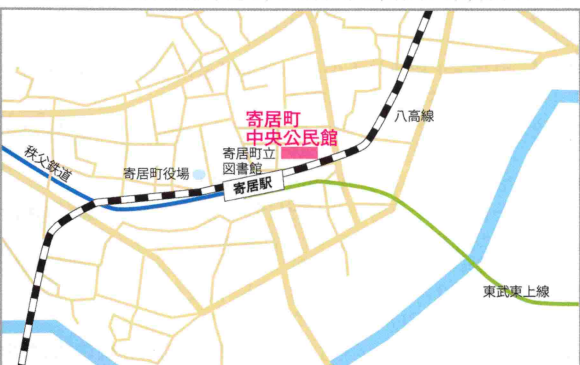 寄居町
中央公民館
八高線
寄居町立
図書館
秩父鉄道
寄居町役場
寄居駅
東武東上線